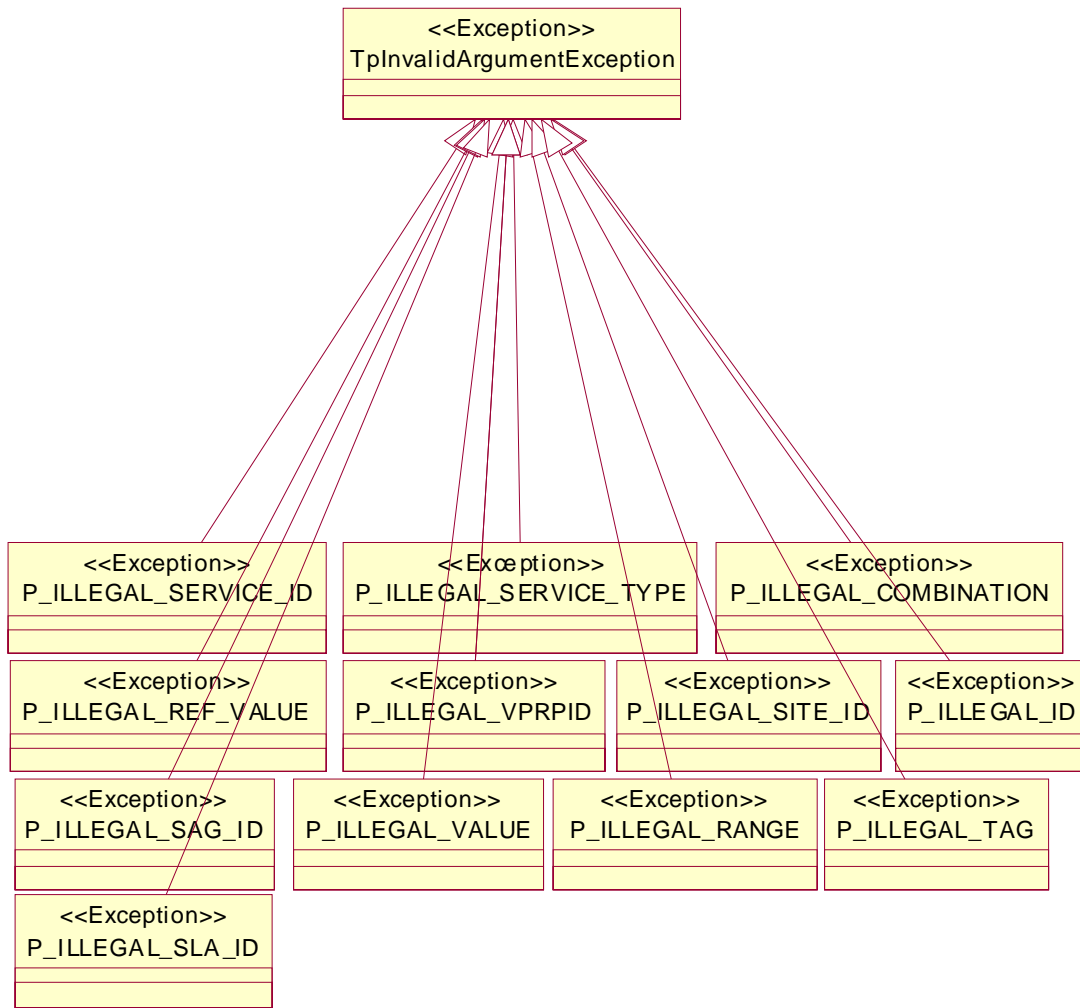 <<Exception>>
TpInvalidArgumentException
<<Exception>>
P_ILLEGAL_SERVICE_ID
<<Exception>>
P_ILLEGAL_SERVICE_TYPE
<<Exception>>
P_ILLEGAL_COMBINATION
<<Exception>>
P_ILLEGAL_REF_VALUE
<<Exception>>
P_ILLEGAL_VPRPID
<<Exception>>
P_ILLEGAL_SITE_ID
<<Exception>>
P_ILLEGAL_ID
<<Exception>>
P_ILLEGAL_SAG_ID
<<Exception>>
P_ILLEGAL_VALUE
<<Exception>>
P_ILLEGAL_RANGE
<<Exception>>
P_ILLEGAL_TAG
<<Exception>>
P_ILLEGAL_SLA_ID